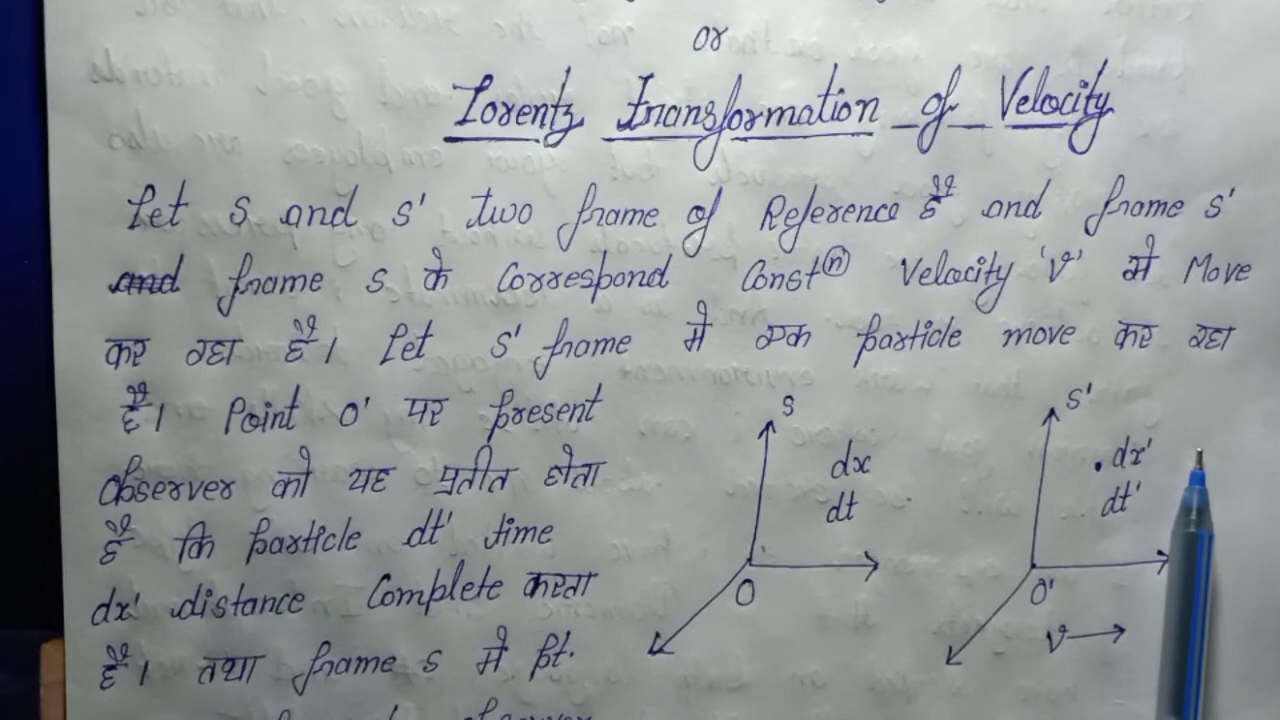 or
Lorentz transformation of Velocity
Let S and S' two frame of Reference हैं and frame S'
and frame S के Correspond Constⁿ Velocity 'v' से Move
कर रहा है। Let S' frame में एक particle move कर रहा
है। Point O' पर present
observer को यह प्रतीत होता
है कि particle dt' time
dx' distance Complete करता
है। तथा frame S में pt.
S
dx
dt
O
S'
. dx'
dt'
O'
v →